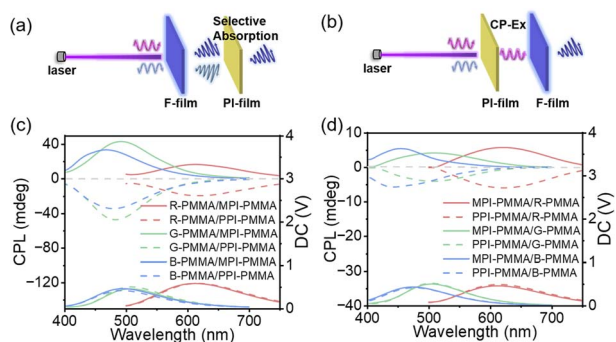 (a)
Selective
Absorption
laser
F-film
PI-film
(b)
CP-Ex
laser
PI-film
F-film
(c)
CPL (mdeg)
40
0
−40
−80
−120
4
3
2
1
0
DC (V)
R-PMMA/MPI-PMMA
R-PMMA/PPI-PMMA
G-PMMA/MPI-PMMA
G-PMMA/PPI-PMMA
B-PMMA/MPI-PMMA
B-PMMA/PPI-PMMA
400 500 600 700
Wavelength (nm)
(d)
CPL (mdeg)
10
0
−10
−20
−30
−40
4
3
2
1
0
DC (V)
MPI-PMMA/R-PMMA
PPI-PMMA/R-PMMA
MPI-PMMA/G-PMMA
PPI-PMMA/G-PMMA
MPI-PMMA/B-PMMA
PPI-PMMA/B-PMMA
400 500 600 700
Wavelength (nm)